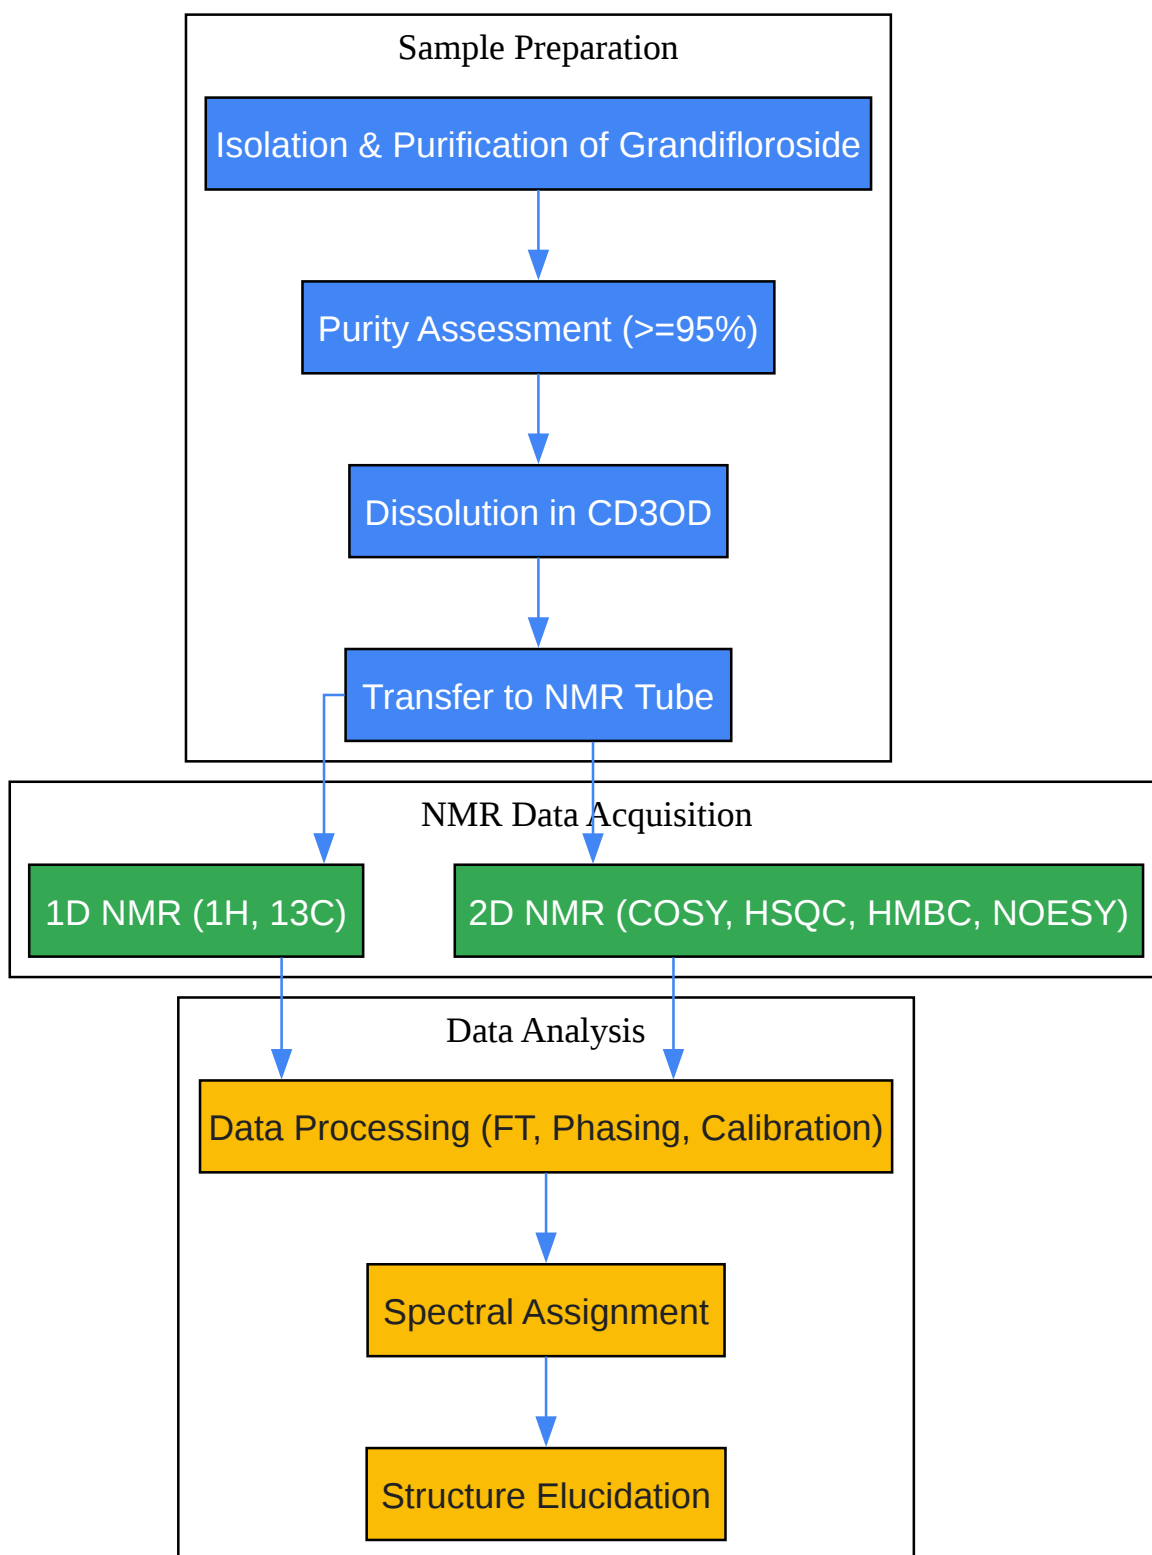 Sample Preparation
Isolation & Purification of Grandifloroside
Purity Assessment (>=95%)
Dissolution in CD3OD
Transfer to NMR Tube
NMR Data Acquisition
1D NMR (1H, 13C)
2D NMR (COSY, HSQC, HMBC, NOESY)
Data Analysis
Data Processing (FT, Phasing, Calibration)
Spectral Assignment
Structure Elucidation